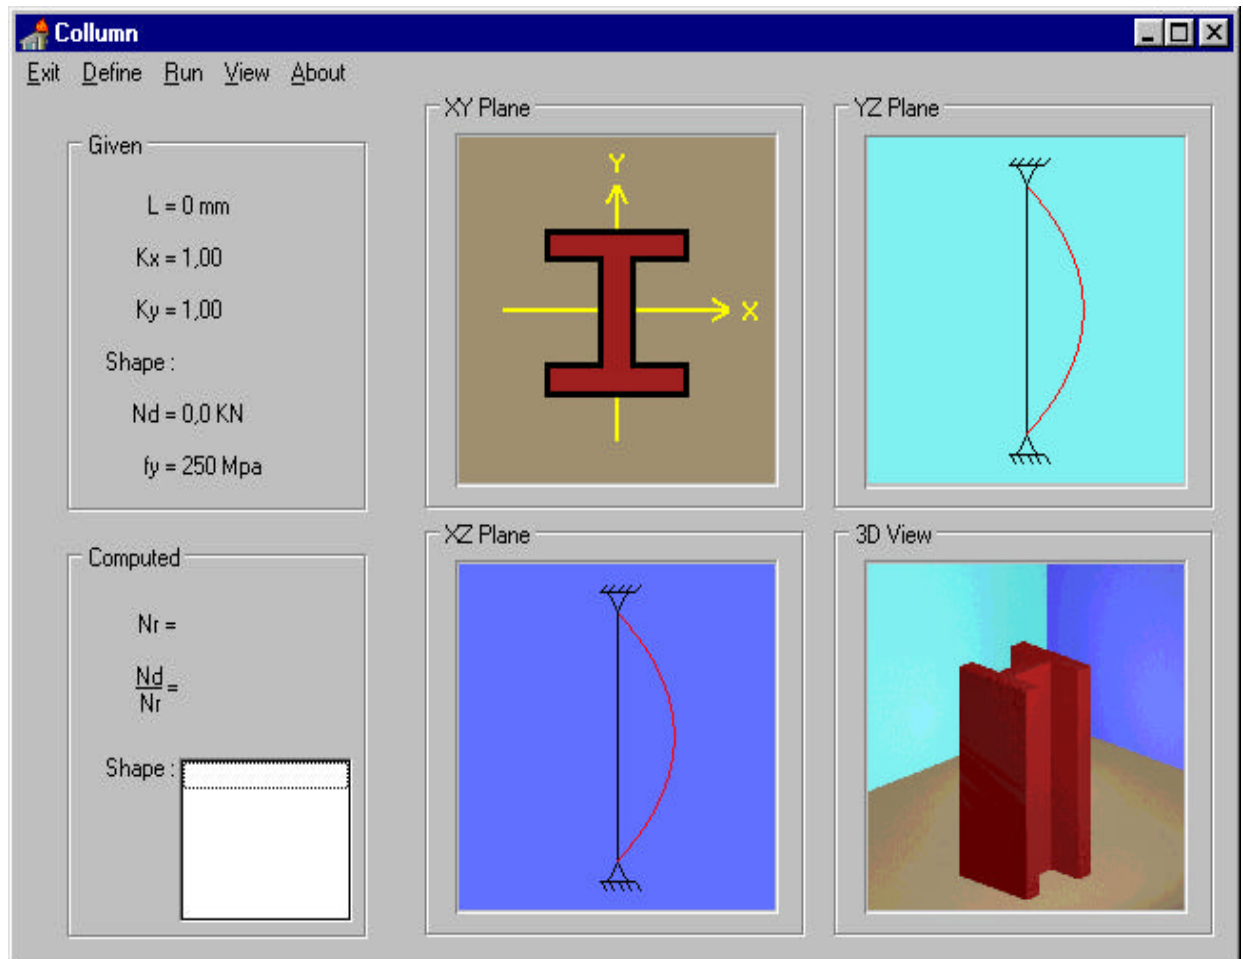 Collumn
Exit Define Run View About
Given
L = 0 mm
Kx = 1,00
Ky = 1,00
Shape :
Nd = 0,0 KN
fy = 250 Mpa
Computed
Nr =
Nd
Nr
=
Shape :
XY Plane
Y
X
YZ Plane
XZ Plane
3D View